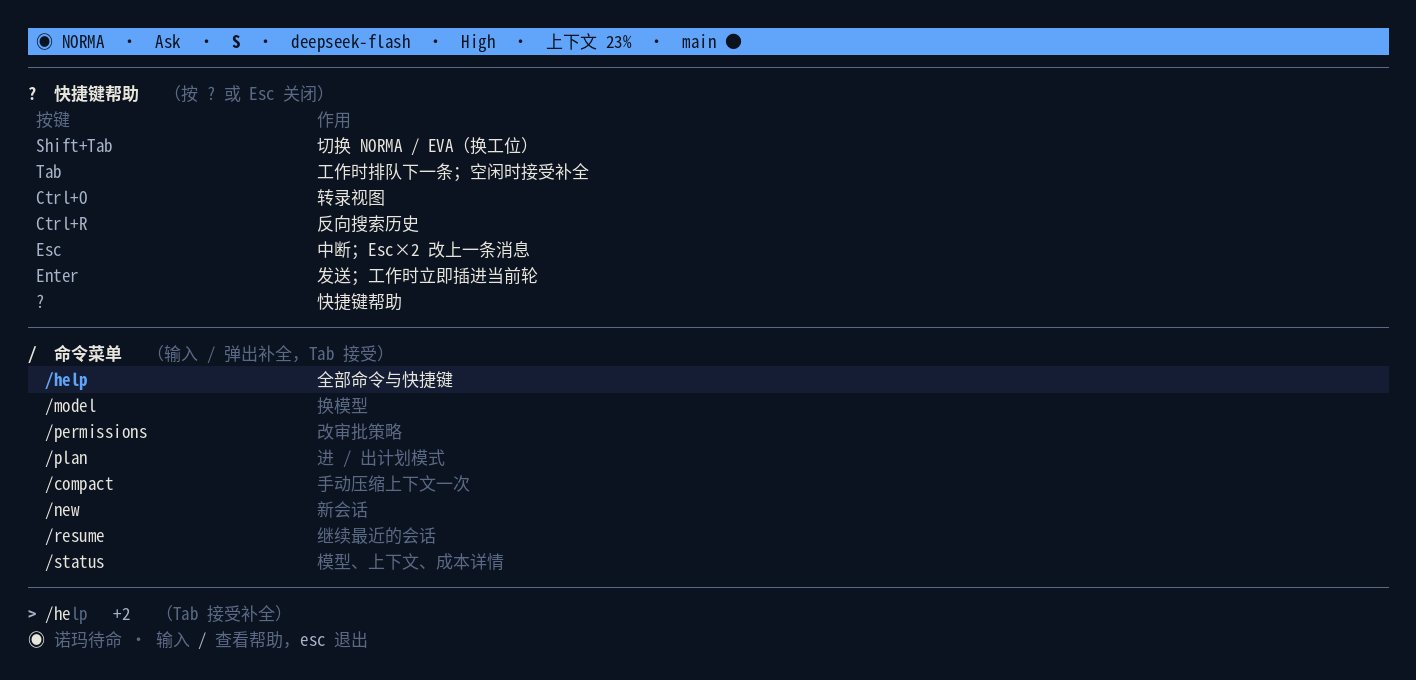 ◉ NORMA · Ask · S · deepseek-flash · High · 上下文 23% · main ●
? 快捷键帮助 （按 ? 或 Esc 关闭）
按键 作用
Shift+Tab 切换 NORMA / EVA（换工位）
Tab 工作时排队下一条；空闲时接受补全
Ctrl+O 转录视图
Ctrl+R 反向搜索历史
Esc 中断；Esc×2 改上一条消息
Enter 发送；工作时立即插进当前轮
? 快捷键帮助
/ 命令菜单 （输入 / 弹出补全，Tab 接受）
/help 全部命令与快捷键
/model 换模型
/permissions 改审批策略
/plan 进 / 出计划模式
/compact 手动压缩上下文一次
/new 新会话
/resume 继续最近的会话
/status 模型、上下文、成本详情
> /help +2 （Tab 接受补全）
◉ 诺玛待命 · 输入 / 查看帮助，esc 退出